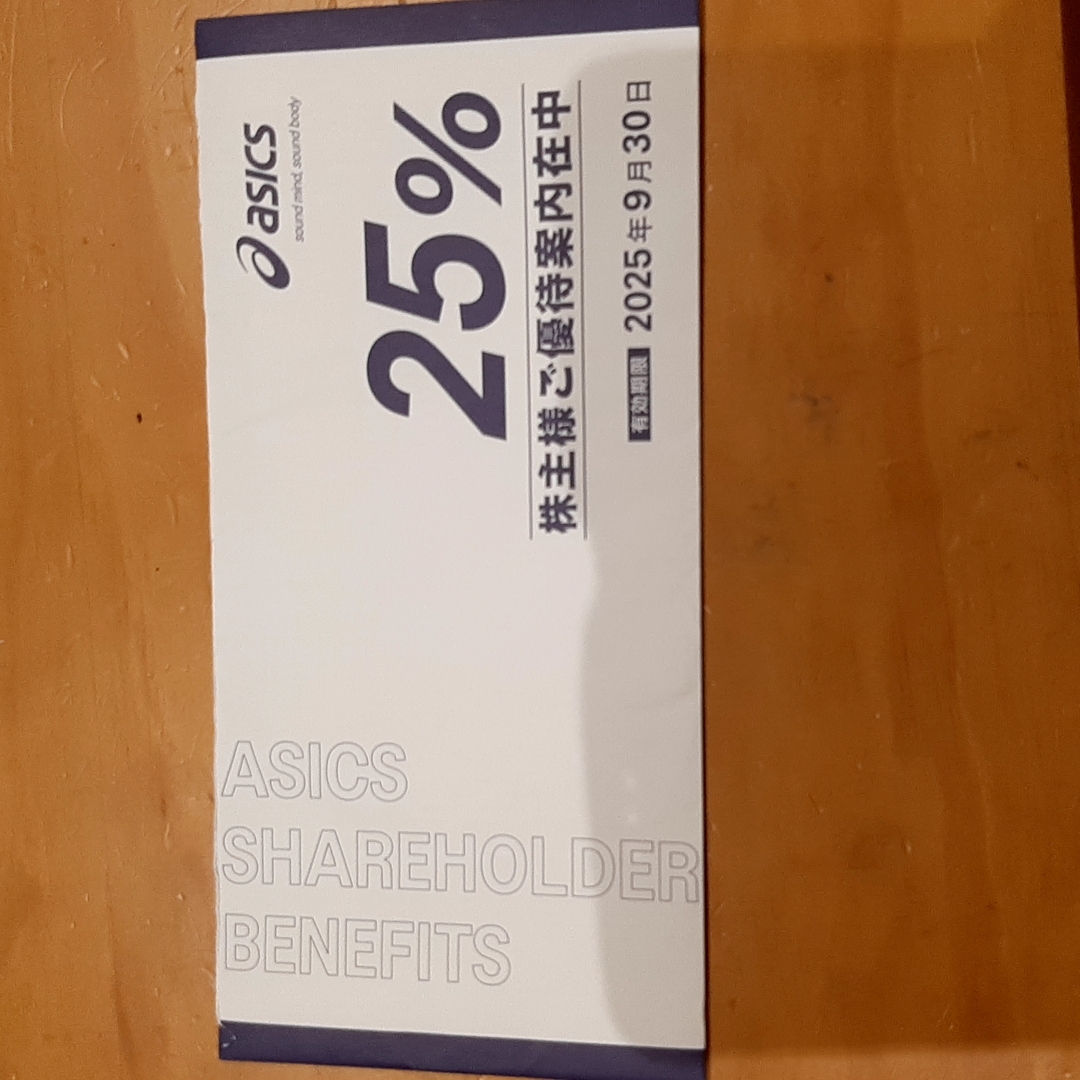 asics
sound mind, sound body
25%
株主様ご優待案内在中
有効期限 2025年9月30日
ASICS
SHAREHOLDER
BENEFITS